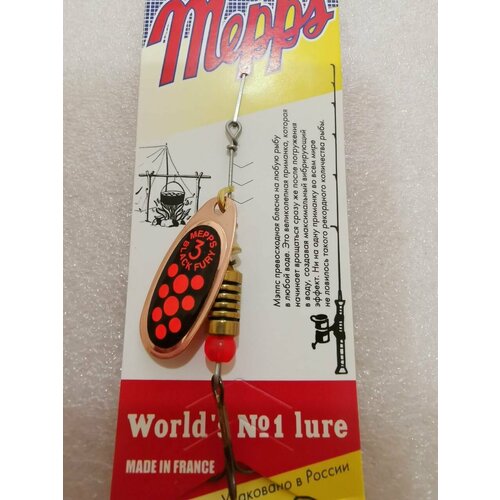 Mepps
MEPPS
3
BLACK FURY
Мэппс превосходная блесна на любую рыбу
в любой воде. Это великолепная приманка, которая
начинает вращаться сразу же после погружения
в воду, создавая максимальный вибрирующий
эффект. Ни на одну приманку во всем мире
не ловилось такого рекордного количества рыбы.
World's №1 lure
MADE IN FRANCE
Упаковано в России